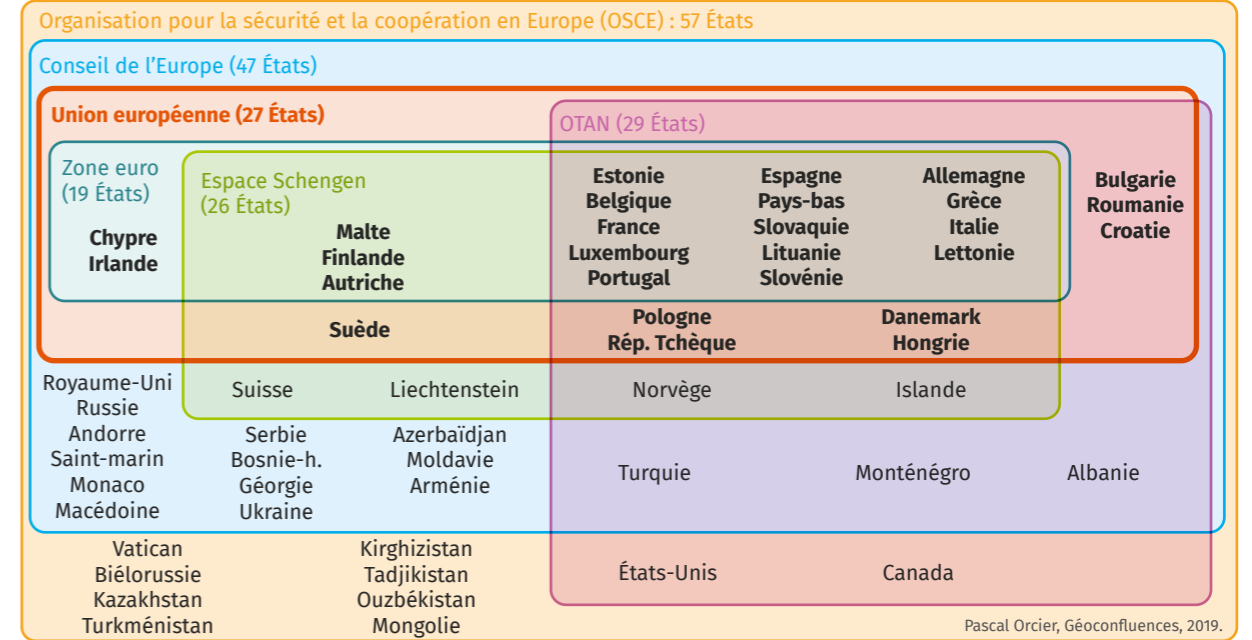 Organisation pour la sécurité et la coopération en Europe (OSCE) : 57 États
Conseil de l'Europe (47 États)
Union européenne (27 États)
OTAN (29 États)
Zone euro
(19 États)
Chypre
Irlande
Espace Schengen
(26 États)
Malte
Finlande
Autriche
Estonie
Belgique
France
Luxembourg
Portugal
Espagne
Pays-bas
Slovaquie
Lituanie
Slovénie
Allemagne
Grèce
Italie
Lettonie
Bulgarie
Roumanie
Croatie
Suède
Pologne
Rép. Tchèque
Danemark
Hongrie
Royaume-Uni
Russie
Andorre
Saint-marin
Monaco
Macédoine
Suisse
Liechtenstein
Norvège
Islande
Serbie
Bosnie-h.
Géorgie
Ukraine
Azerbaïdjan
Moldavie
Arménie
Turquie
Monténégro
Albanie
Vatican
Biélorussie
Kazakhstan
Turkménistan
Kirghizistan
Tadjikistan
Ouzbékistan
Mongolie
États-Unis
Canada
Pascal Orcier, Géoconfluences, 2019.